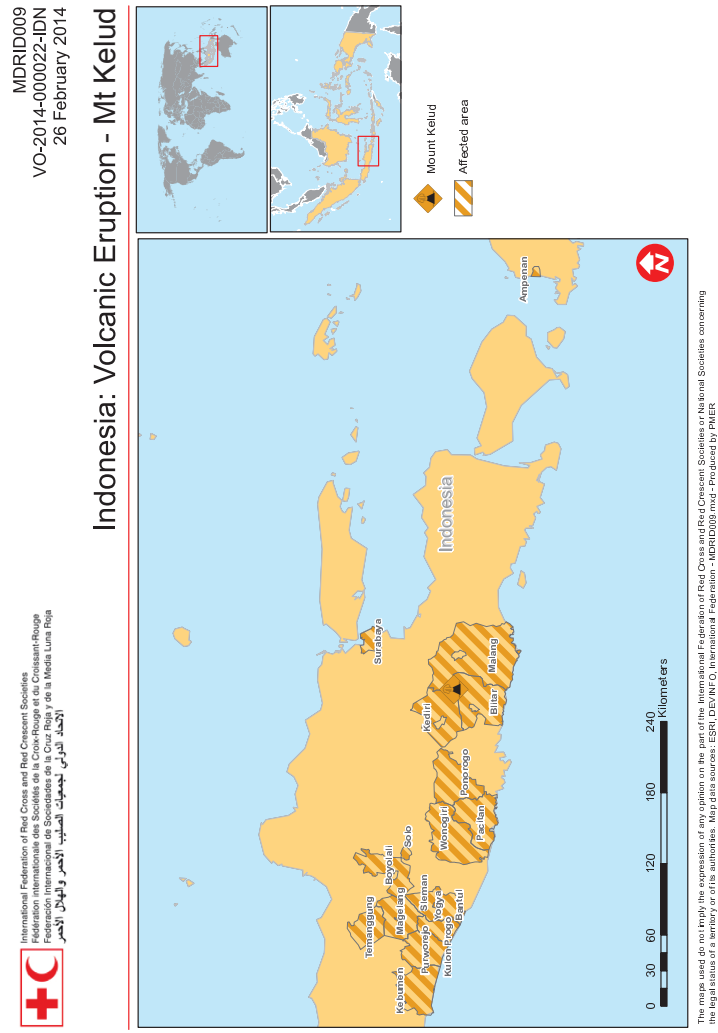 International Federation of Red Cross and Red Crescent Societies
Fédération internationale des Sociétés de la Croix-Rouge et du Croissant-Rouge
Federación Internacional de Sociedades de la Cruz Roja y de la Media Luna Roja
الاتحاد الدولي لجمعيات الصليب الأحمر والهلال الأحمر
MDRID009
VO-2014-000022-IDN
26 February 2014
Indonesia: Volcanic Eruption - Mt Kelud
Mount Kelud
Affected area
Indonesia
Surabaya
Ampenan
Temanggung
Boyolali
Solo
Kebumen
Magelang
Purworejo
Sleman
Yogya
Kulon Progo
Bantul
Wonogiri
Ponorogo
Pacitan
Kediri
Blitar
Malang
N
0 30 60 120 180 240
Kilometers
The maps used do not imply the expression of any opinion on the part of the International Federation of Red Cross and Red Crescent Societies or National Societies concerning
the legal status of a territory or of its authorities. Map data sources: ESRI, DEVINFO, International Federation - MDRID009.mxd - Produced by PMER